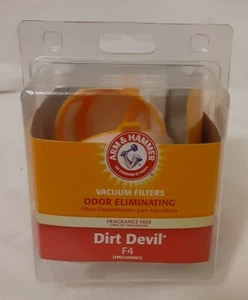 ARM & HAMMER
VACUUM FILTERS
ODOR ELIMINATING
FRAGRANCE FREE
Dirt Devil®
F4